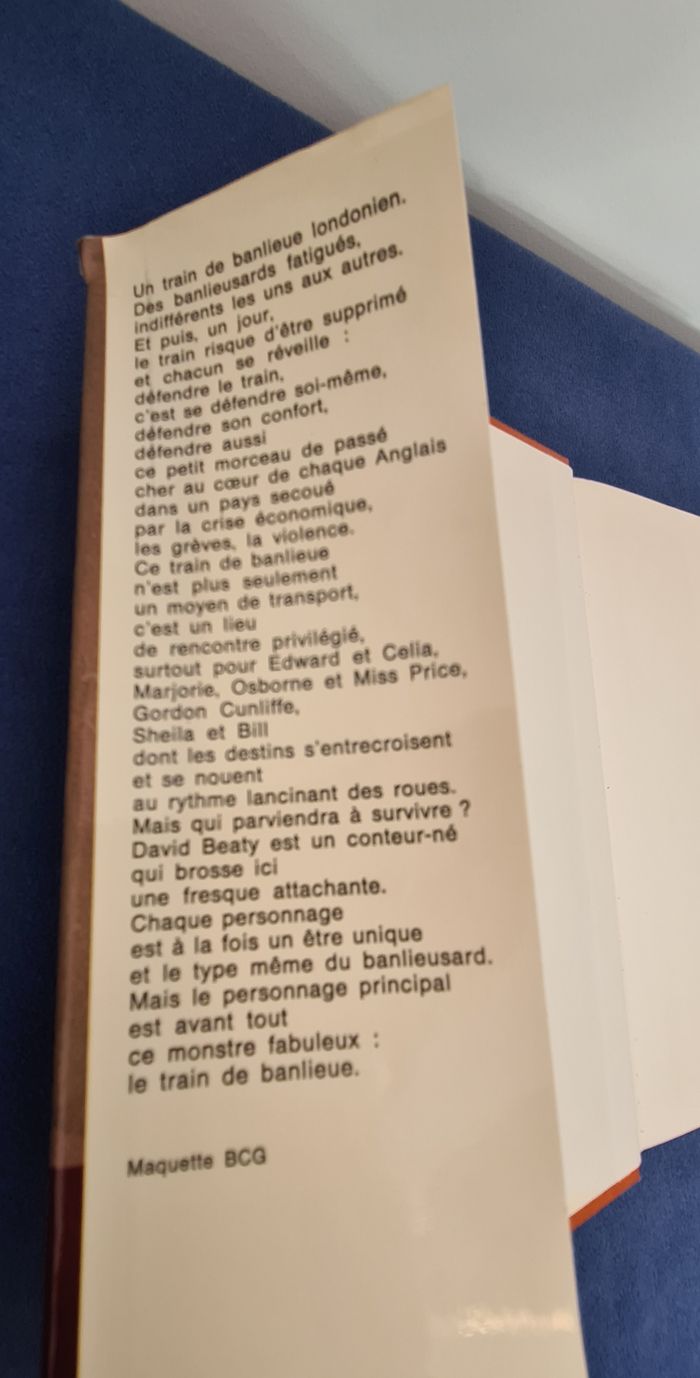 Un train de banlieue londonien.
Des banlieusards fatigués,
indifférents les uns aux autres.
Et puis, un jour,
le train risque d'être supprimé
et chacun se réveille :
défendre le train,
c'est se défendre soi-même,
défendre son confort,
défendre aussi
ce petit morceau de passé
cher au cœur de chaque Anglais
dans un pays secoué
par la crise économique,
les grèves, la violence.
Ce train de banlieue
n'est plus seulement
un moyen de transport,
c'est un lieu
de rencontre privilégié,
surtout pour Edward et Celia,
Marjorie, Osborne et Miss Price,
Gordon Cunliffe,
Sheila et Bill
dont les destins s'entrecroisent
et se nouent
au rythme lancinant des roues.
Mais qui parviendra à survivre ?
David Beaty est un conteur-né
qui brosse ici
une fresque attachante.
Chaque personnage
est à la fois un être unique
et le type même du banlieusard.
Mais le personnage principal
est avant tout
ce monstre fabuleux :
le train de banlieue.
Maquette BCG